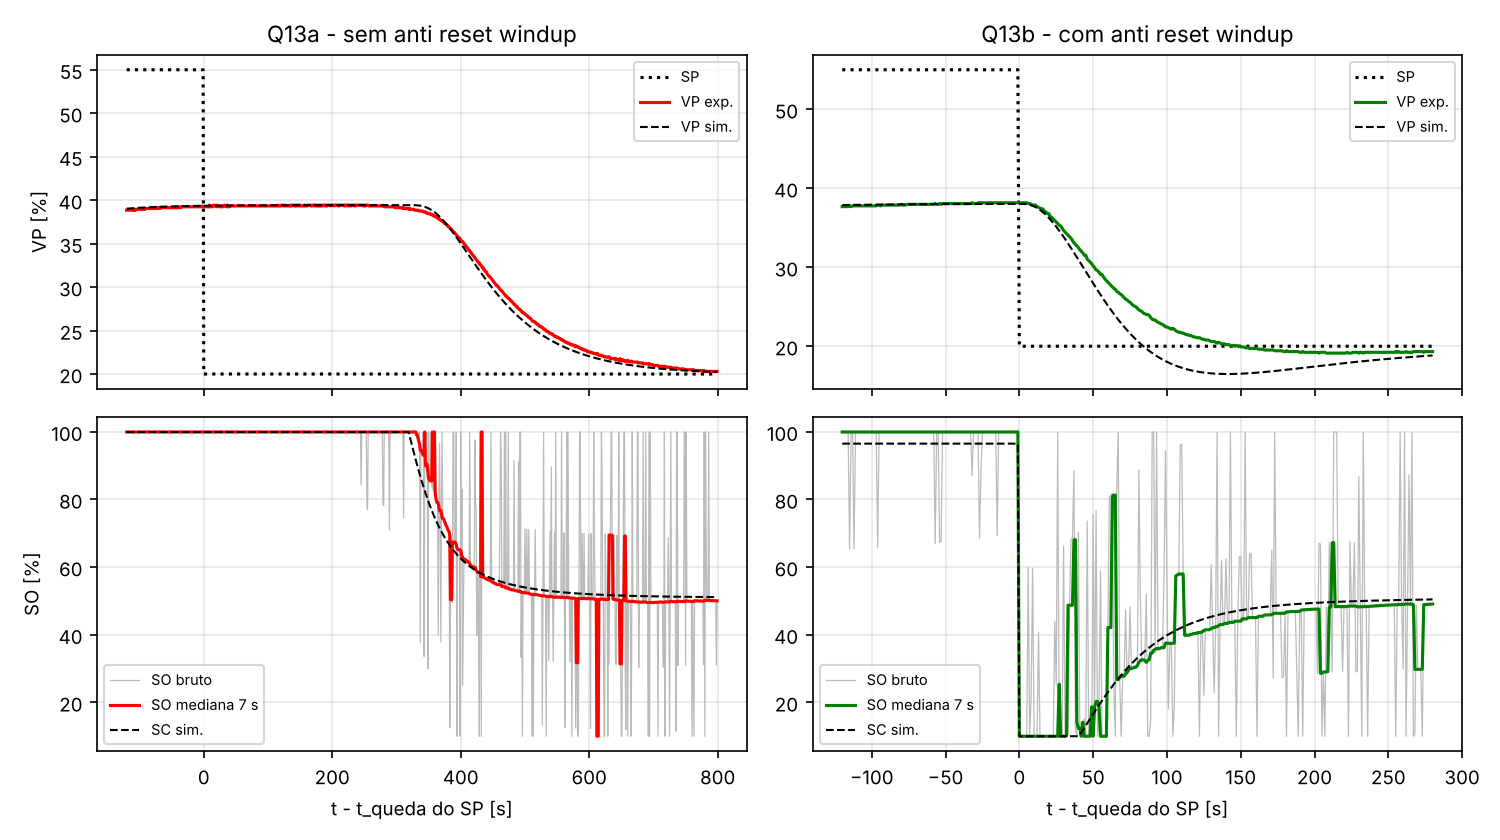 Q13a - sem anti reset windup
55
50
45
40
35
30
25
20
VP [%]
SP
VP exp.
VP sim.
Q13b - com anti reset windup
50
40
30
20
SP
VP exp.
VP sim.
100
80
60
40
20
SO [%]
SO bruto
SO mediana 7 s
SC sim.
0 200 400 600 800
t - t_queda do SP [s]
100
80
60
40
20
SO bruto
SO mediana 7 s
SC sim.
−100 −50 0 50 100 150 200 250 300
t - t_queda do SP [s]